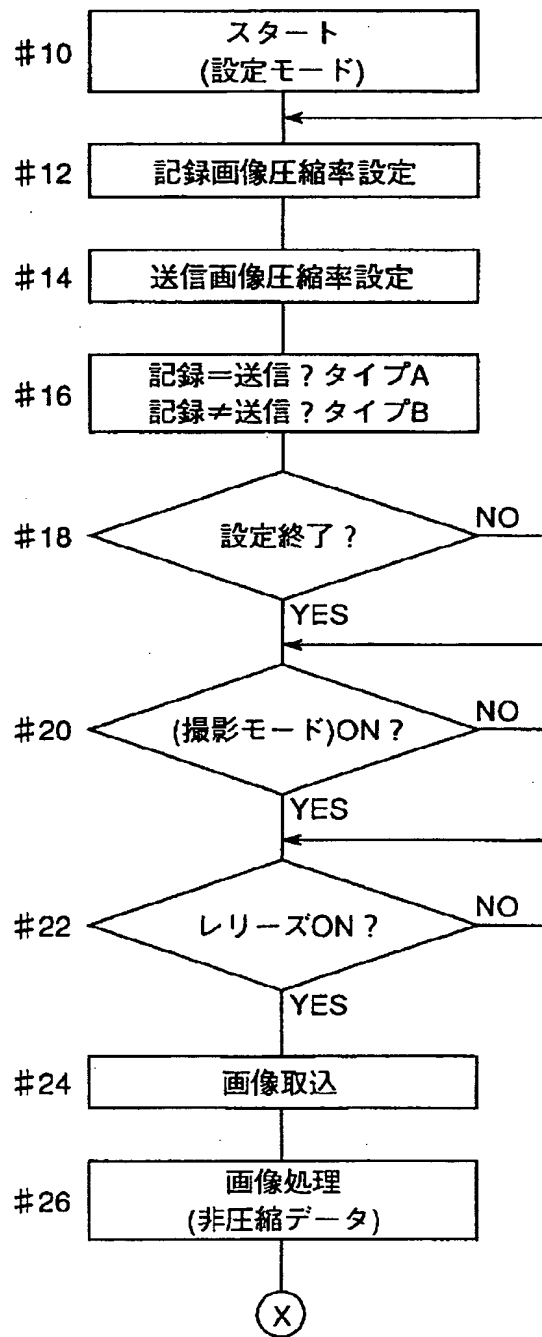 #10
スタート
(設定モード)
#12
記録画像圧縮率設定
#14
送信画像圧縮率設定
#16
記録＝送信？タイプA
記録≠送信？タイプB
#18
設定終了？
NO
YES
#20
(撮影モード)ON？
NO
YES
#22
レリーズON？
NO
YES
#24
画像取込
#26
画像処理
(非圧縮データ)
X